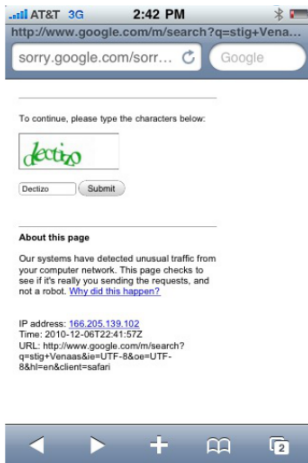 AT&T 3G 2:42 PM
http://www.google.com/m/search?q=stig+Vena...
sorry.google.com/sorr... Google
To continue, please type the characters below:
dectizo
Dectizo Submit
About this page
Our systems have detected unusual traffic from
your computer network. This page checks to
see if it's really you sending the requests, and
not a robot. Why did this happen?
IP address: 166.205.139.102
Time: 2010-12-06T22:41:57Z
URL: http://www.google.com/m/search?
q=stig+Venaas&ie=UTF-8&oe=UTF-
8&hl=en&client=safari
2